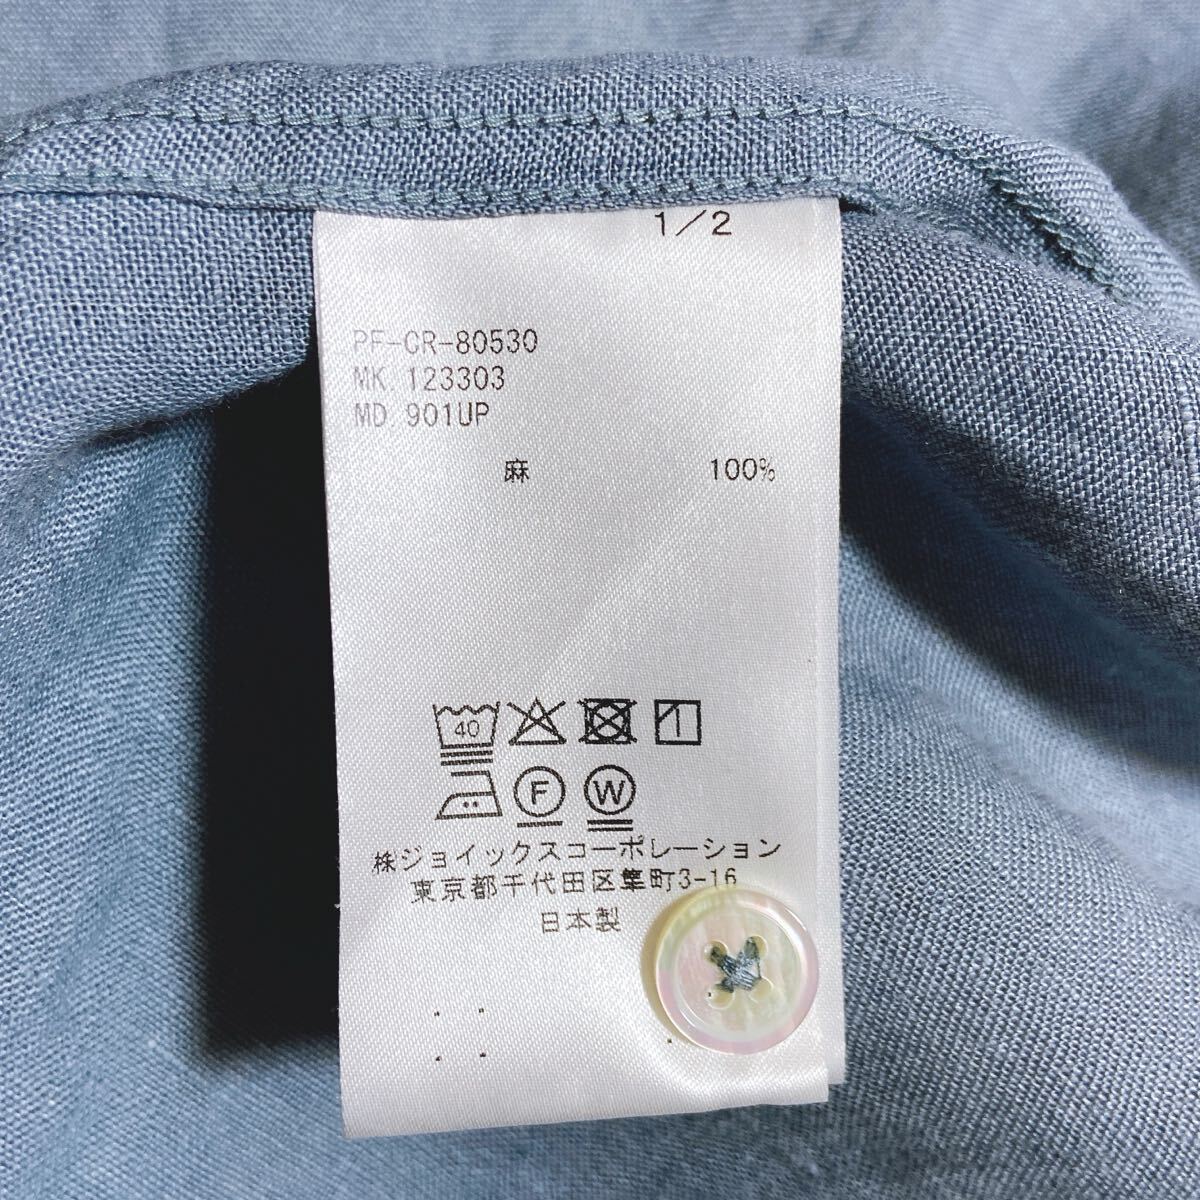 1/2
PF-CR-80530
MK. 123303
MD. 901UP
麻 100%
40 1
F W
株ジョイックスコーポレーション
東京都千代田区隼町3-16
日本製